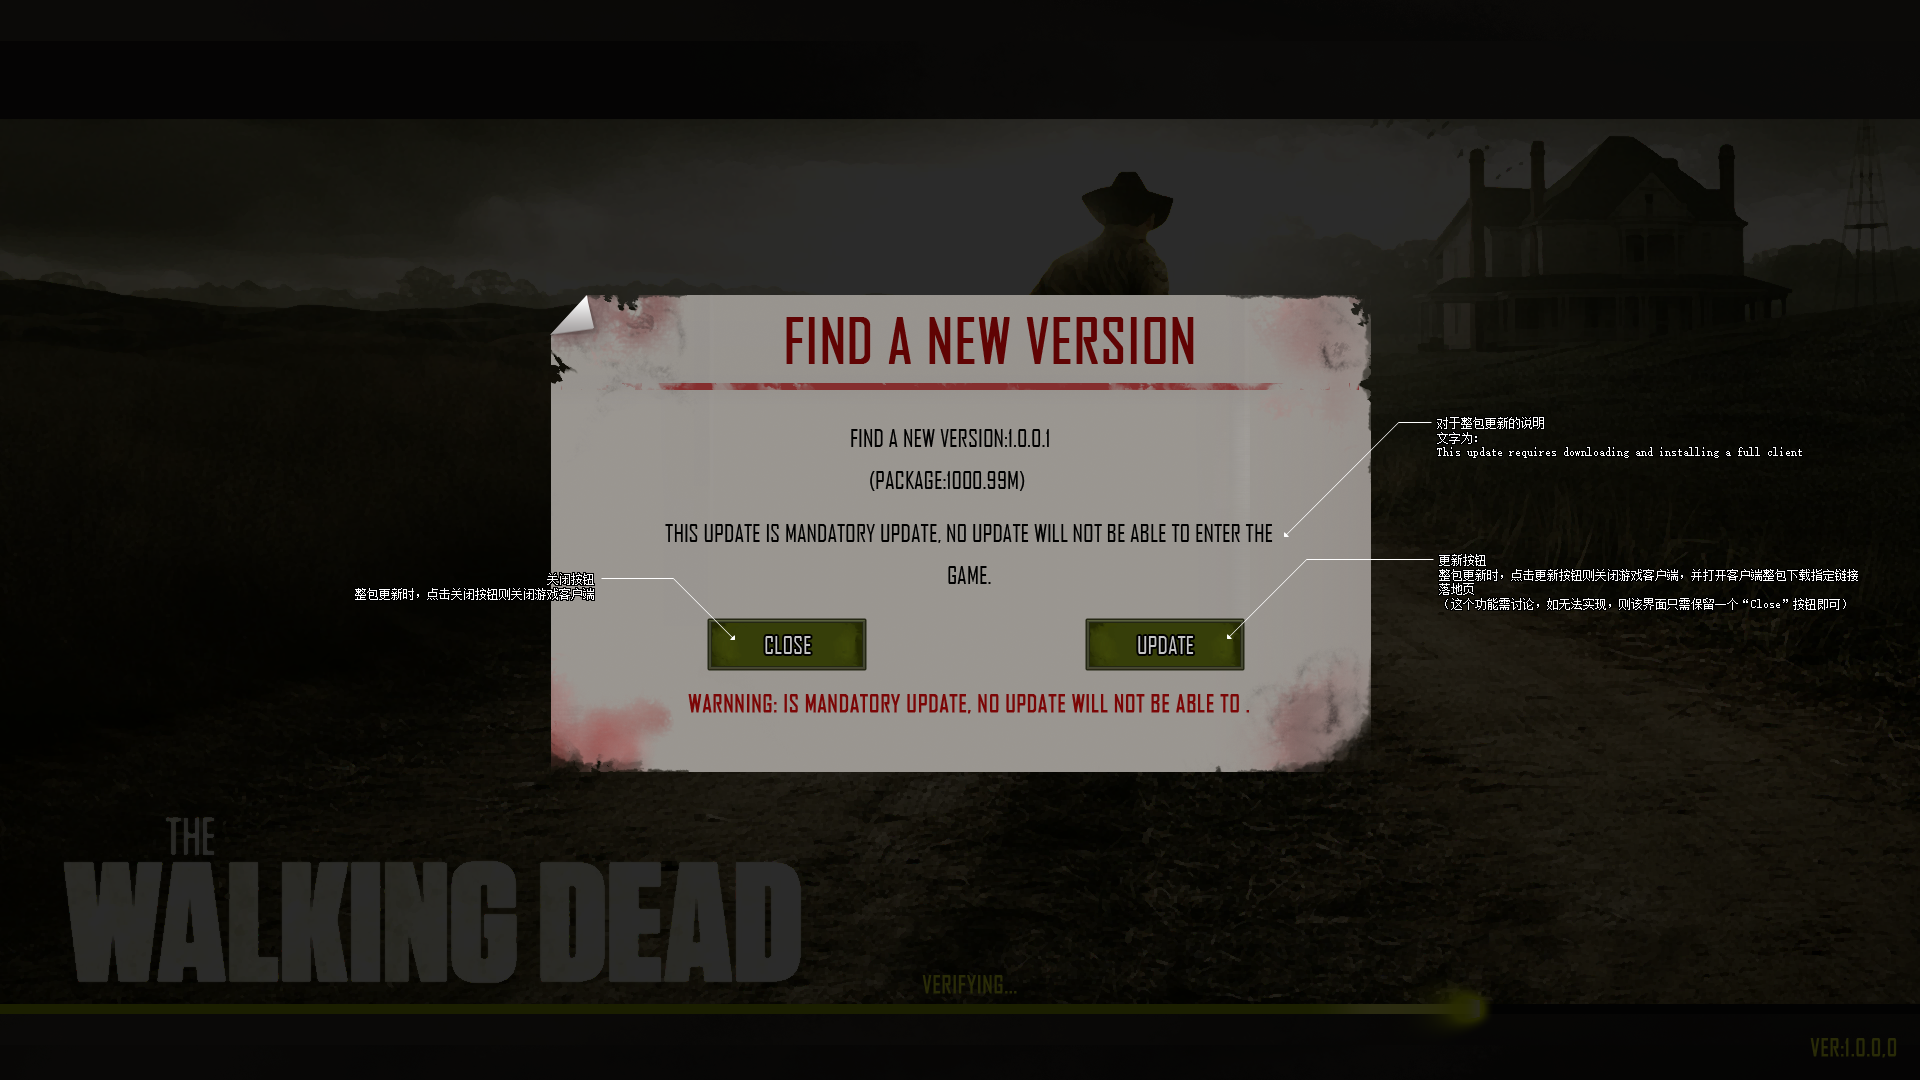 FIND A NEW VERSION
FIND A NEW VERSION:1.0.0.1
(PACKAGE:1000.99M)
THIS UPDATE IS MANDATORY UPDATE, NO UPDATE WILL NOT BE ABLE TO ENTER THE
GAME.
对于整包更新的说明
文字为:
This update requires downloading and installing a full client
更新按钮
整包更新时，点击更新按钮则关闭游戏客户端，并打开客户端整包下载指定链接
落地页
（这个功能需讨论，如无法实现，则该界面只需保留一个“Close”按钮即可）
关闭按钮
整包更新时，点击关闭按钮则关闭游戏客户端
CLOSE
UPDATE
WARNNING: IS MANDATORY UPDATE, NO UPDATE WILL NOT BE ABLE TO .
THE
WALKING DEAD
VERIFYING...
VER:1.0.0,0